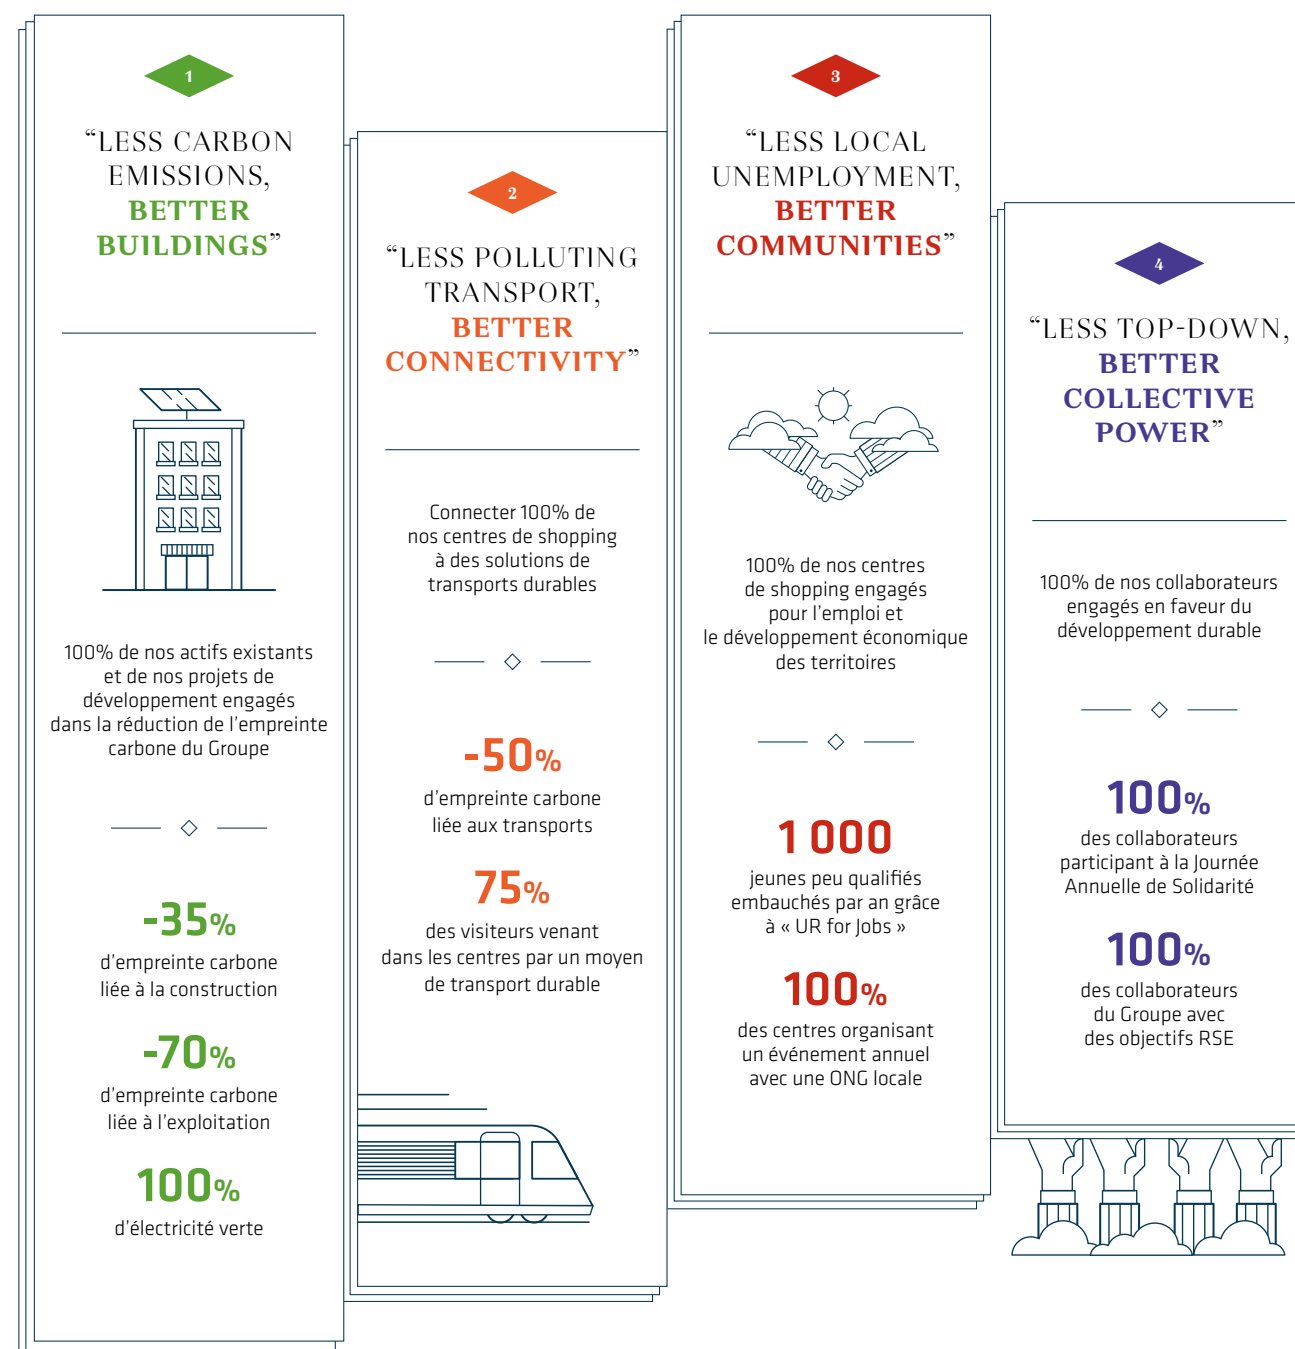 1
“LESS CARBON
EMISSIONS,
BETTER
BUILDINGS”
100% de nos actifs existants
et de nos projets de
développement engagés
dans la réduction de l’empreinte
carbone du Groupe
-35%
d’empreinte carbone
liée à la construction
-70%
d’empreinte carbone
liée à l’exploitation
100%
d’électricité verte
2
“LESS POLLUTING
TRANSPORT,
BETTER
CONNECTIVITY”
Connecter 100% de
nos centres de shopping
à des solutions de
transports durables
-50%
d’empreinte carbone
liée aux transports
75%
des visiteurs venant
dans les centres par un moyen
de transport durable
3
“LESS LOCAL
UNEMPLOYMENT,
BETTER
COMMUNITIES”
100% de nos centres
de shopping engagés
pour l’emploi et
le développement économique
des territoires
1 000
jeunes peu qualifiés
embauchés par an grâce
à « UR for Jobs »
100%
des centres organisant
un événement annuel
avec une ONG locale
4
“LESS TOP-DOWN,
BETTER
COLLECTIVE
POWER”
100% de nos collaborateurs
engagés en faveur du
développement durable
100%
des collaborateurs
participant à la Journée
Annuelle de Solidarité
100%
des collaborateurs
du Groupe avec
des objectifs RSE